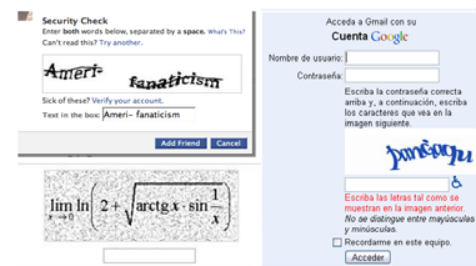 Security Check
Enter both words below, separated by a space. What's This?
Can't read this? Try another.
Ameri- fanaticism
Sick of these? Verify your account.
Text in the box: Ameri- fanaticism
Add Friend Cancel
lim ln ( 2 + √ arctg x · sin 1/x )
x → 0
Acceda a Gmail con su
Cuenta Google
Nombre de usuario:
Contraseña:
Escriba la contraseña correcta
arriba y, a continuación, escriba
los caracteres que vea en la
imagen siguiente.
Escriba las letras tal como se
muestran en la imagen anterior.
No se distingue entre mayúsculas
y minúsculas.
Recordarme en este equipo.
Acceder